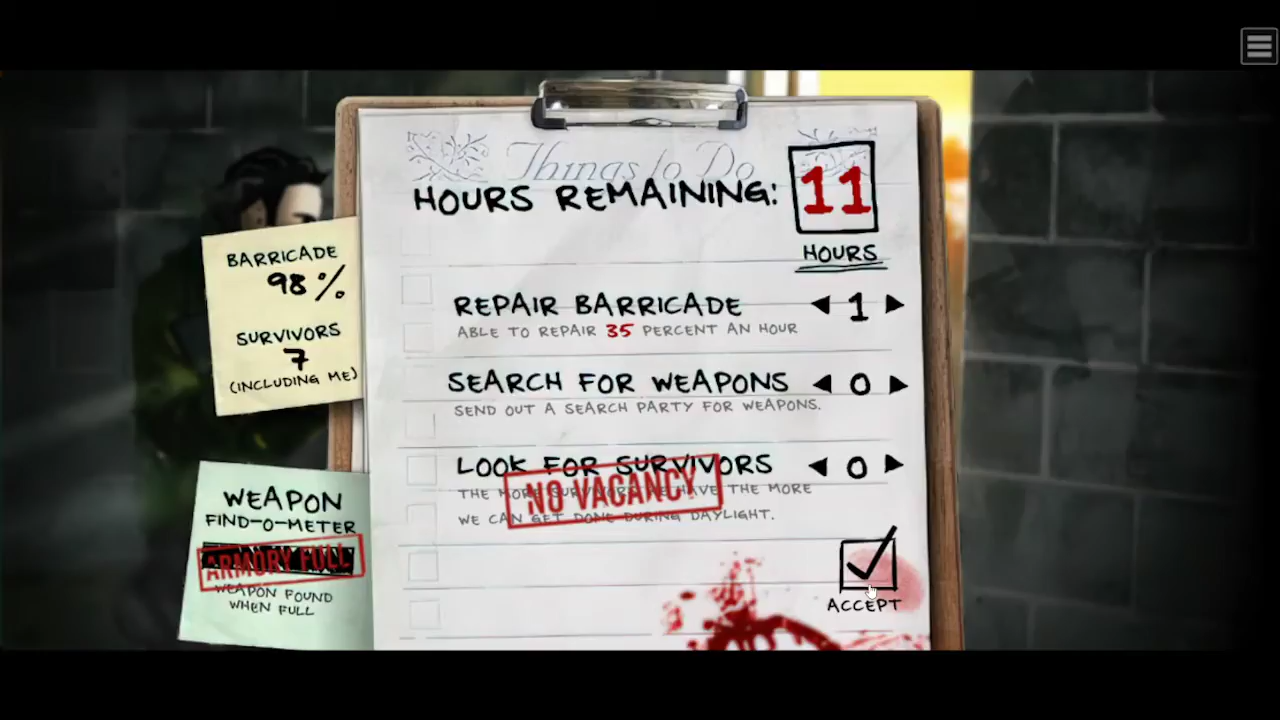 Things to Do
HOURS REMAINING: 11
HOURS
BARRICADE
98%
SURVIVORS
7
(INCLUDING ME)
REPAIR BARRICADE 1
ABLE TO REPAIR 35 PERCENT AN HOUR
SEARCH FOR WEAPONS 0
SEND OUT A SEARCH PARTY FOR WEAPONS.
LOOK FOR SURVIVORS 0
NO VACANCY
THE MORE SURVIVORS WE HAVE THE MORE
WE CAN GET DONE DURING DAYLIGHT.
WEAPON
FIND-O-METER
ARMORY FULL
WEAPON FOUND
WHEN FULL
ACCEPT